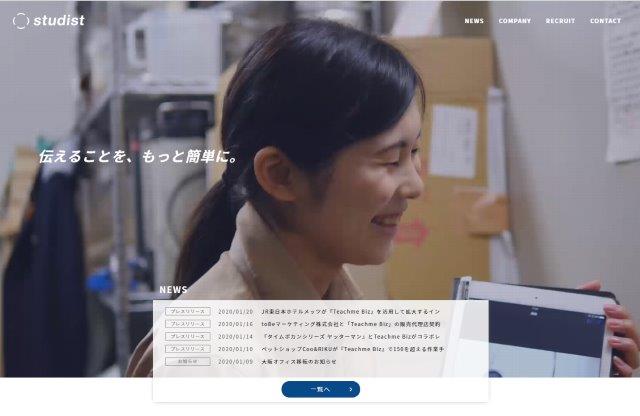 studist
NEWS COMPANY RECRUIT CONTACT
伝えることを、もっと簡単に。
NEWS
プレスリリース 2020/01/20 JR東日本ホテルメッツが『Teachme Biz』を活用して拡大するイン
プレスリリース 2020/01/16 toBeマーケティング株式会社と『Teachme Biz』の販売代理店契約
プレスリリース 2020/01/14 『タイムボカンシリーズ ヤッターマン』とTeachme Bizがコラボレ
プレスリリース 2020/01/10 ペットショップCoo&RIKUが『Teachme Biz』で150を超える作業手
お知らせ 2020/01/09 大阪オフィス移転のお知らせ
一覧へ